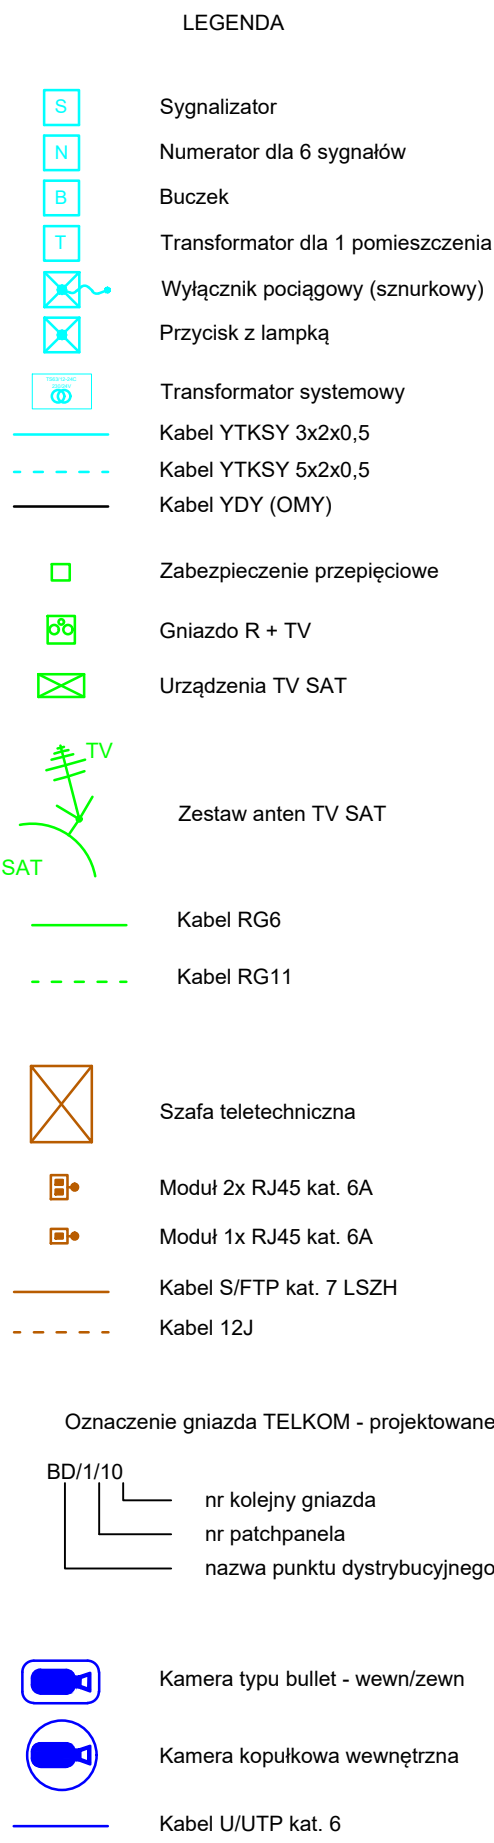 LEGENDA
S Sygnalizator
N Numerator dla 6 sygnałów
B Buczek
T Transformator dla 1 pomieszczenia
Wyłącznik pociągowy (sznurkowy)
Przycisk z lampką
Transformator systemowy
Kabel YTKSY 3x2x0,5
Kabel YTKSY 5x2x0,5
Kabel YDY (OMY)
Zabezpieczenie przepięciowe
Gniazdo R + TV
Urządzenia TV SAT
TV
Zestaw anten TV SAT
SAT
Kabel RG6
Kabel RG11
Szafa teletechniczna
Moduł 2x RJ45 kat. 6A
Moduł 1x RJ45 kat. 6A
Kabel S/FTP kat. 7 LSZH
Kabel 12J
Oznaczenie gniazda TELKOM - projektowane
BD/1/10
nr kolejny gniazda
nr patchpanela
nazwa punktu dystrybucyjnego
Kamera typu bullet - wewn/zewn
Kamera kopułkowa wewnętrzna
Kabel U/UTP kat. 6